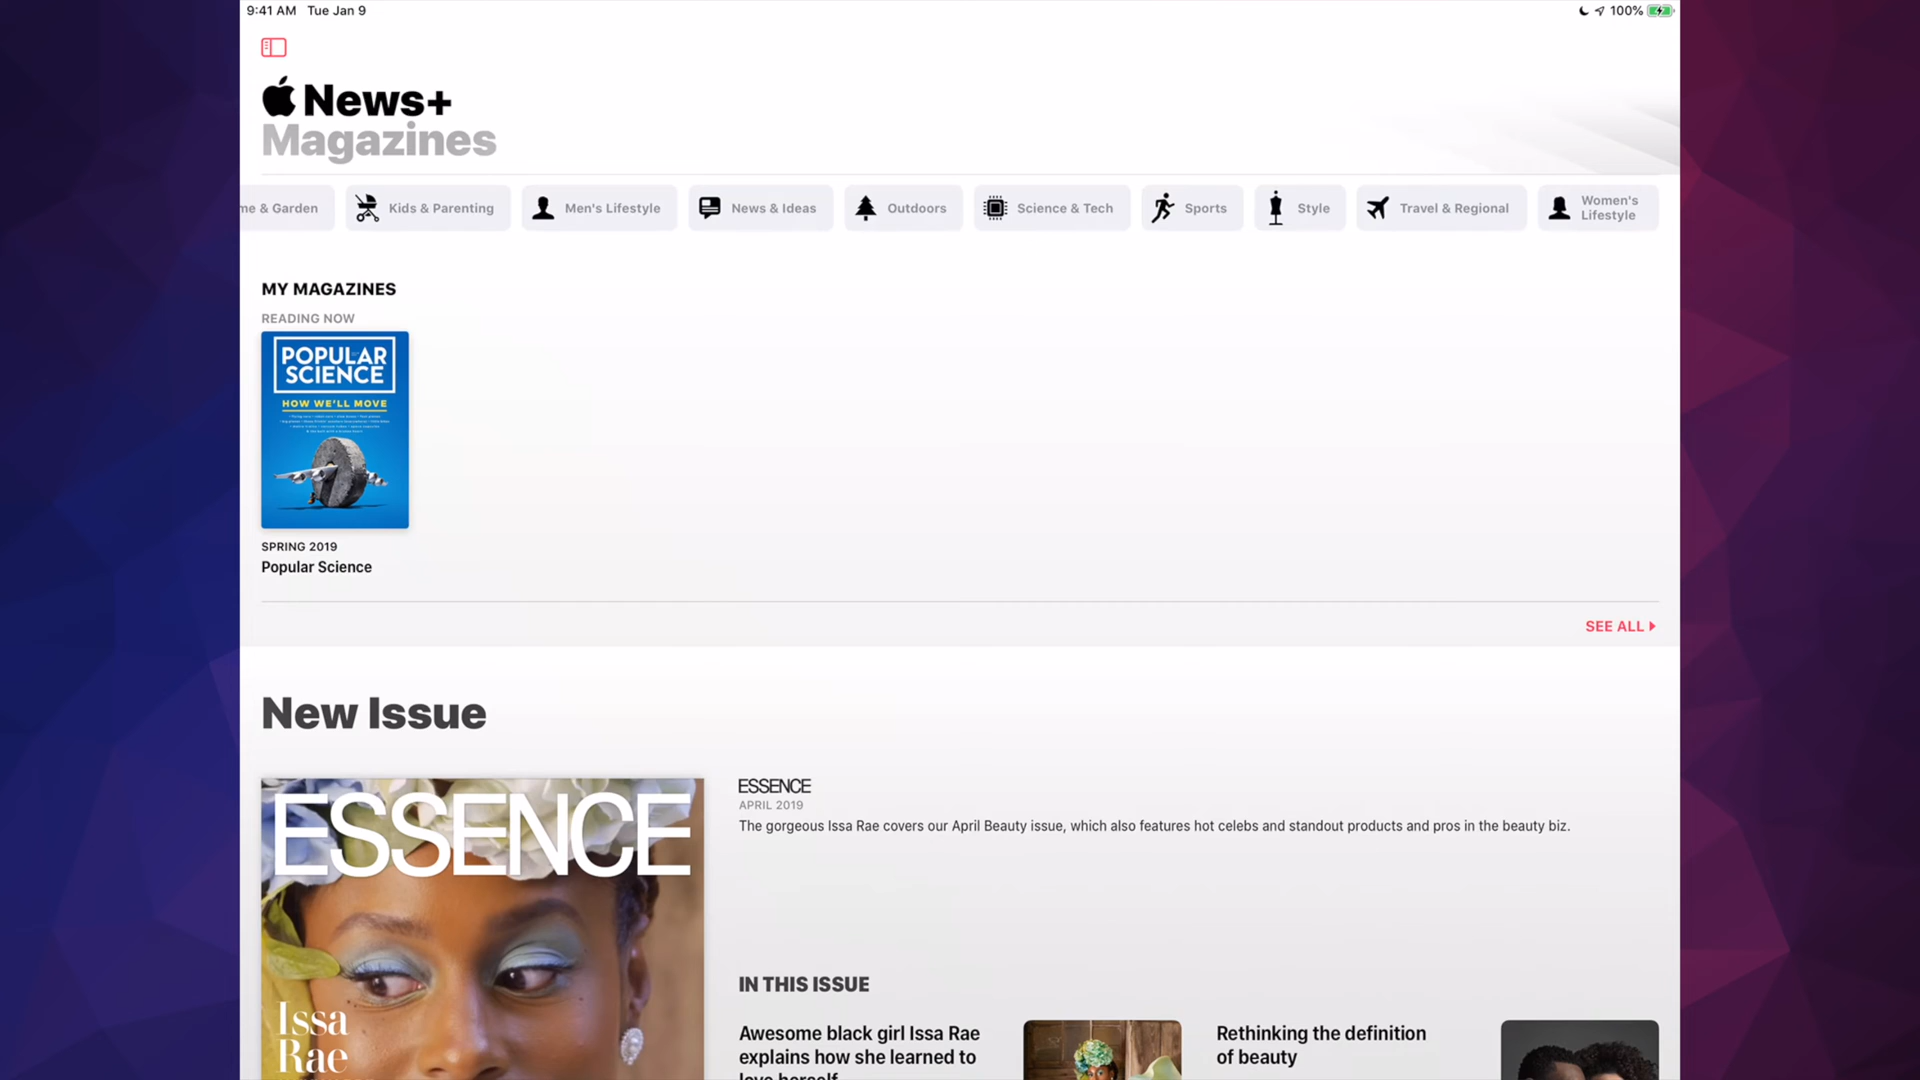 9:41 AM Tue Jan 9
100%
News+
Magazines
me & Garden
Kids & Parenting
Men's Lifestyle
News & Ideas
Outdoors
Science & Tech
Sports
Style
Travel & Regional
Women's
Lifestyle
MY MAGAZINES
READING NOW
POPULAR
SCIENCE
HOW WE'LL MOVE
SPRING 2019
Popular Science
SEE ALL
New Issue
ESSENCE
Issa
Rae
ESSENCE
APRIL 2019
The gorgeous Issa Rae covers our April Beauty issue, which also features hot celebs and standout products and pros in the beauty biz.
IN THIS ISSUE
Awesome black girl Issa Rae
explains how she learned to
love herself
Rethinking the definition
of beauty